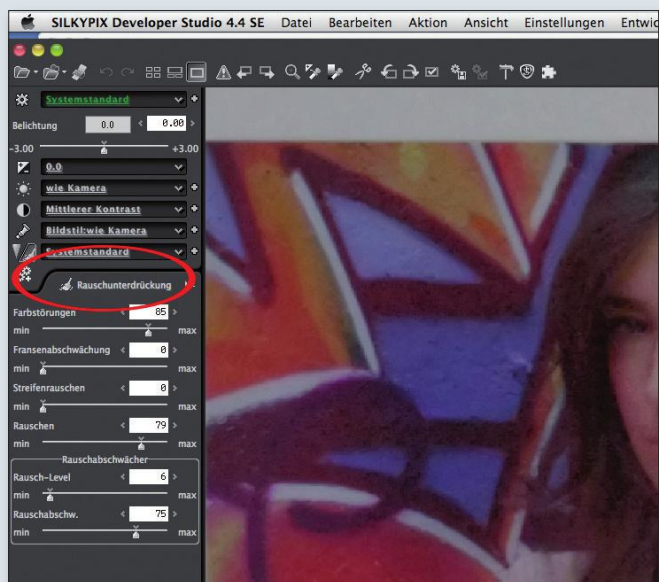 SILKYPIX Developer Studio 4.4 SE Datei Bearbeiten Aktion Ansicht Einstellungen Entwic
Systemstandard
Belichtung 0.0 0.00
-3.00 +3.00
0.0
wie Kamera
Mittlerer Kontrast
Bildstil:wie Kamera
Systemstandard
Rauschunterdrückung
Farbstörungen 85
min max
Fransenabschwächung 0
min max
Streifenrauschen 0
min max
Rauschen 79
min max
Rauschabschwächer
Rausch-Level 6
min max
Rauschabschw. 75
min max